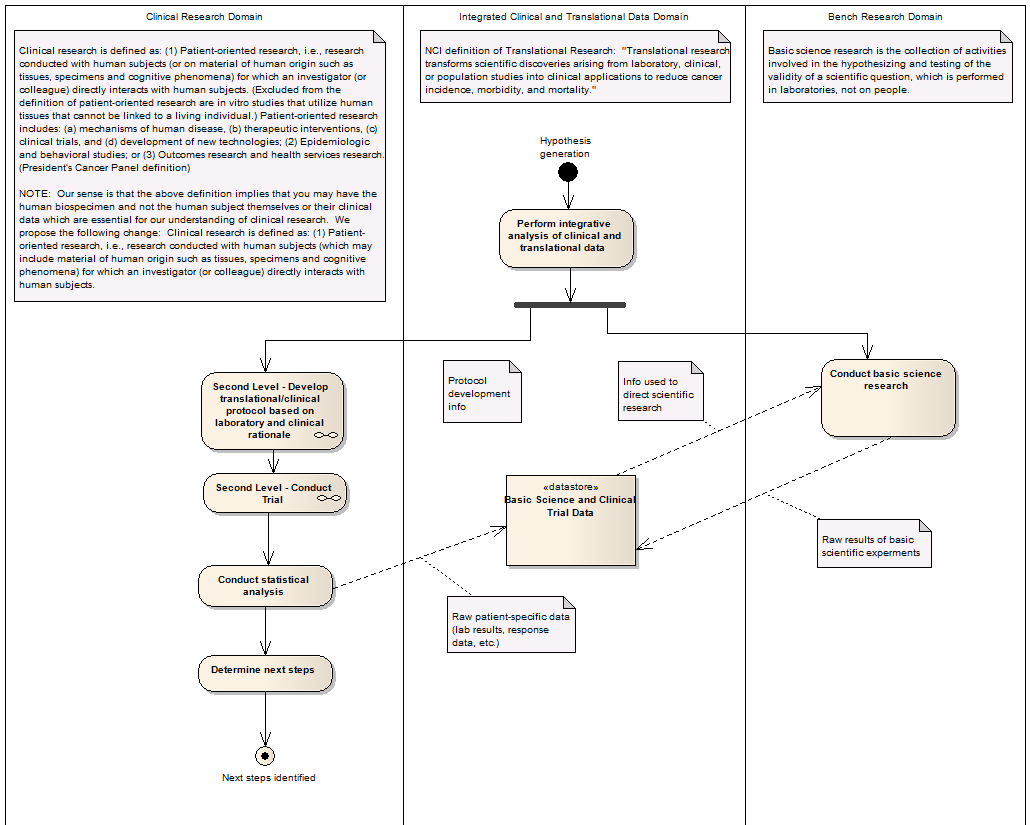 Clinical Research Domain
Integrated Clinical and Translational Data Domain
Bench Research Domain
Clinical research is defined as: (1) Patient-oriented research, i.e., research
conducted with human subjects (or on material of human origin such as
tissues, specimens and cognitive phenomena) for which an investigator (or
colleague) directly interacts with human subjects. (Excluded from the
definition of patient-oriented research are in vitro studies that utilize human
tissues that cannot be linked to a living individual.) Patient-oriented research
includes: (a) mechanisms of human disease, (b) therapeutic interventions, (c)
clinical trials, and (d) development of new technologies; (2) Epidemiologic
and behavioral studies; or (3) Outcomes research and health services research.
(President's Cancer Panel definition)
NOTE: Our sense is that the above definition implies that you may have the
human biospecimen and not the human subject themselves or their clinical
data which are essential for our understanding of clinical research. We
propose the following change: Clinical research is defined as: (1) Patient-
oriented research, i.e., research conducted with human subjects (which may
include material of human origin such as tissues, specimens and cognitive
phenomena) for which an investigator (or colleague) directly interacts with
human subjects.
NCI definition of Translational Research: "Translational research
transforms scientific discoveries arising from laboratory, clinical,
or population studies into clinical applications to reduce cancer
incidence, morbidity, and mortality."
Basic science research is the collection of activities
involved in the hypothesizing and testing of the
validity of a scientific question, which is performed
in laboratories, not on people.
Hypothesis
generation
Perform integrative
analysis of clinical and
translational data
Second Level - Develop
translational/clinical
protocol based on
laboratory and clinical
rationale
Protocol
development
info
Info used to
direct scientific
research
Conduct basic science
research
Second Level - Conduct
Trial
«datastore»
Basic Science and Clinical
Trial Data
Raw results of basic
scientific experments
Conduct statistical
analysis
Raw patient-specific data
(lab results, response
data, etc.)
Determine next steps
Next steps identified